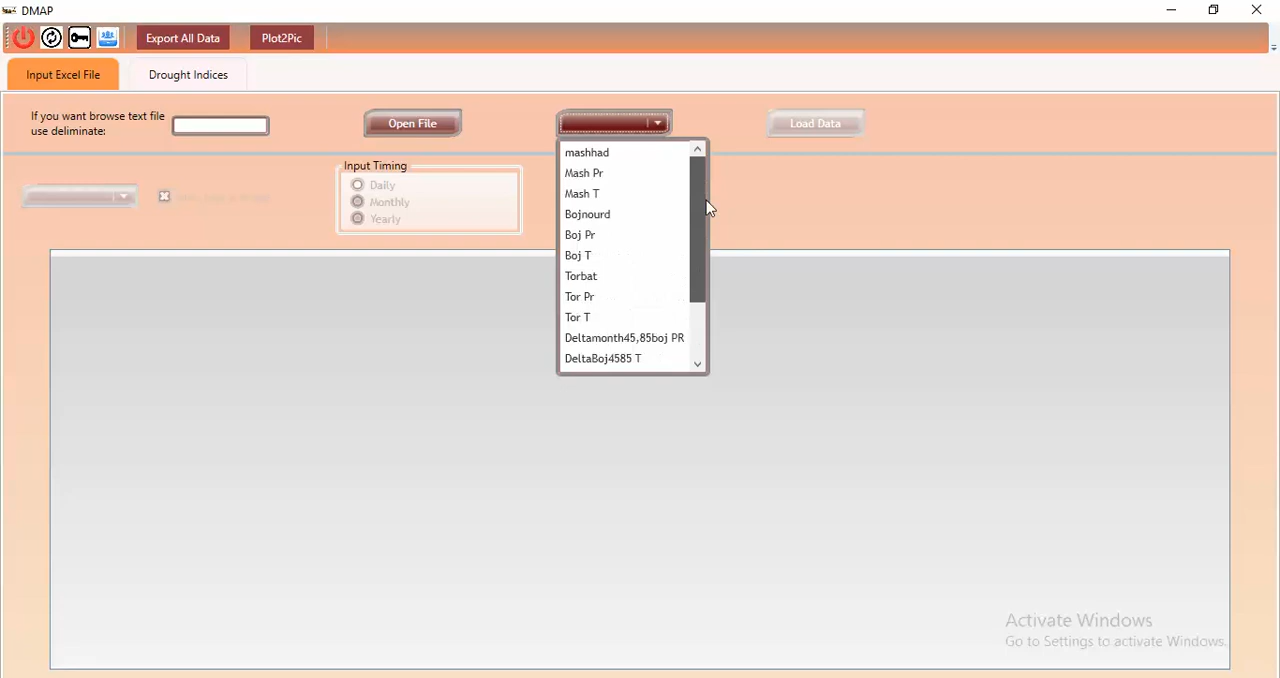 DMAP
Export All Data
Plot2Pic
Input Excel File
Drought Indices
If you want browse text file
use deliminate:
Open File
Load Data
Input Timing
Daily
Monthly
Yearly
mashhad
Mash Pr
Mash T
Bojnourd
Boj Pr
Boj T
Torbat
Tor Pr
Tor T
Deltamonth45,85boj PR
DeltaBoj4585 T
Activate Windows
Go to Settings to activate Windows.